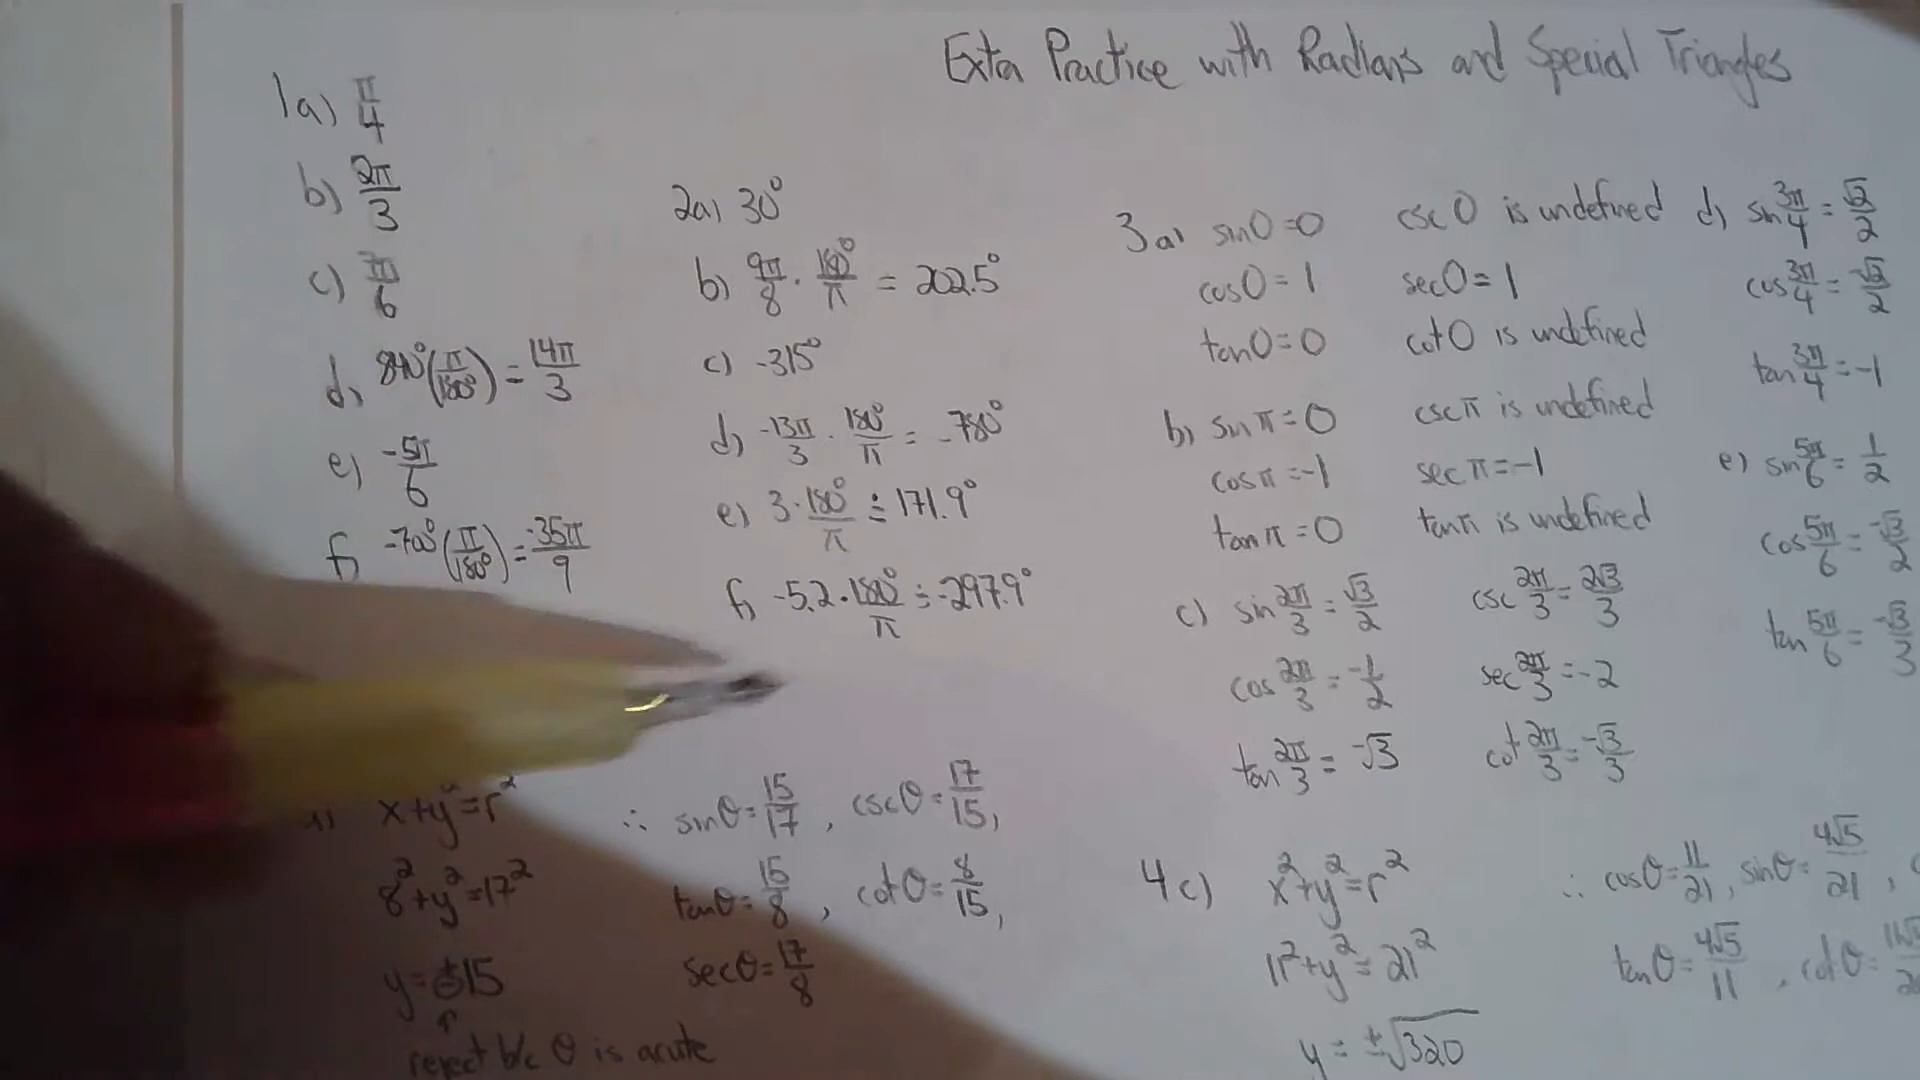 Exta Practice with Radians and Special Triangles
1a) π/4
b) 2π/3
c) 7π/6
d) 840°(π/180°) = 14π/3
e) -5π/6
f) -700°(π/180°) = -35π/9
2a) 30°
b) 9π/8 · 180°/π = 202.5°
c) -315°
d) -13π/3 · 180°/π = -780°
e) 3 · 180°/π ≐ 171.9°
f) -5.2 · 180°/π ≐ -297.9°
3a) sin0=0 csc0 is undefined
cos0=1 sec0=1
tan0=0 cot0 is undefined
b) sinπ=0 cscπ is undefined
cosπ=-1 secπ=-1
tanπ=0 tanπ is undefined
c) sin 2π/3 = √3/2 csc 2π/3 = 2√3/3
cos 2π/3 = -1/2 sec 2π/3 = -2
tan 2π/3 = -√3 cot 2π/3 = -√3/3
d) sin 3π/4 = √2/2
cos 3π/4 = -√2/2
tan 3π/4 = -1
e) sin 5π/6 = 1/2
cos 5π/6 = -√3/2
tan 5π/6 = -√3/3
x+y²=r²
8²+y²=17²
y=±15
reject b/c θ is acute
∴ sinθ=15/17, cscθ=17/15,
tanθ=15/8, cotθ=8/15,
secθ=17/8
4c) x²+y²=r²
11²+y²=21²
y=±√320
∴ cosθ=11/21, sinθ=4√5/21,
tanθ=4√5/11, cotθ=